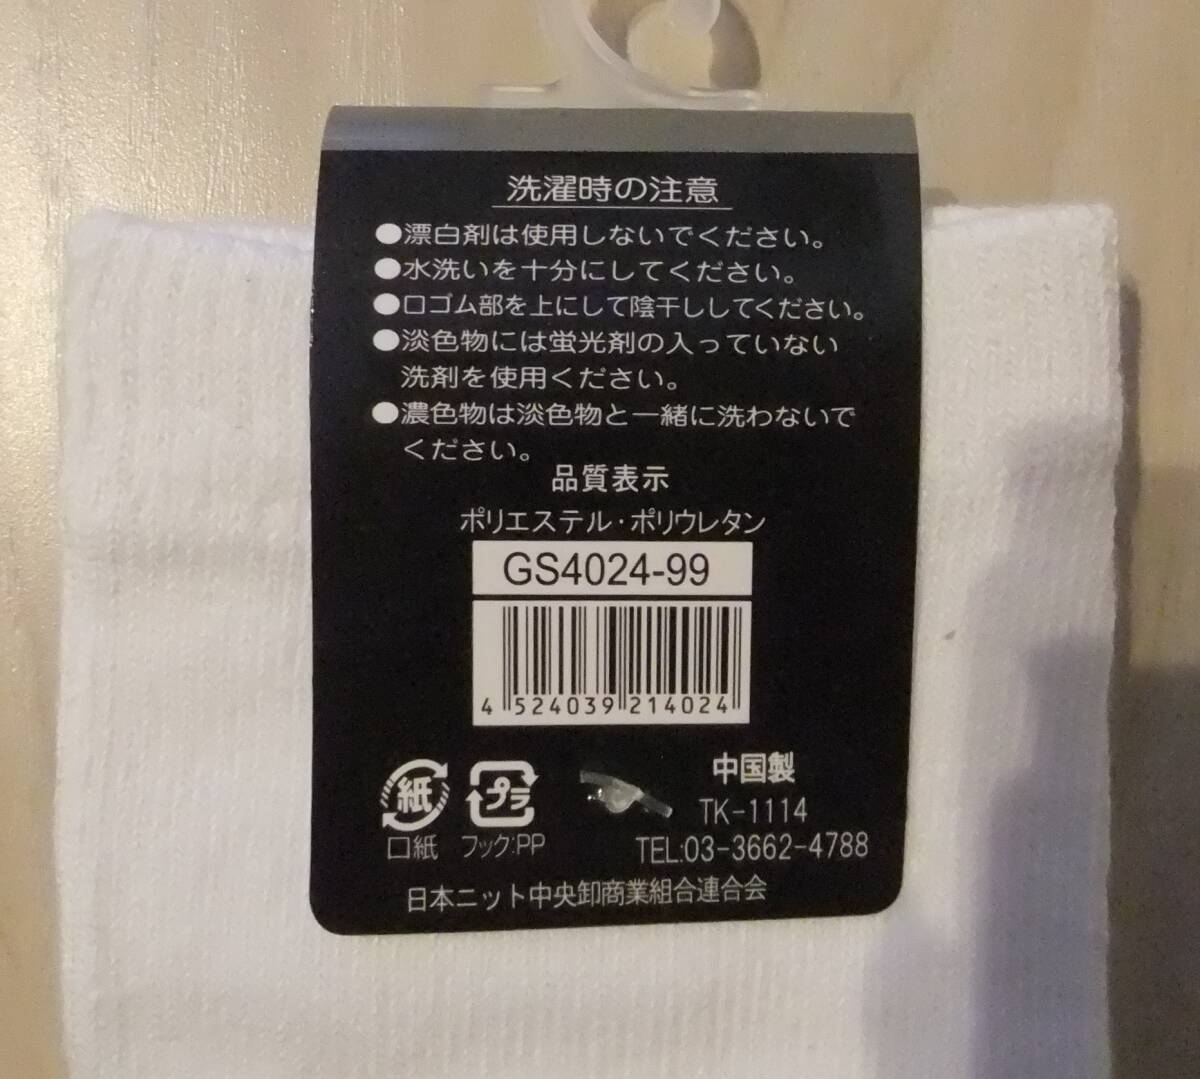 洗濯時の注意
●漂白剤は使用しないでください。
●水洗いを十分にしてください。
●口ゴム部を上にして陰干ししてください。
●淡色物には蛍光剤の入っていない
洗剤を使用ください。
●濃色物は淡色物と一緒に洗わないで
ください。
品質表示
ポリエステル・ポリウレタン
GS4024-99
4 524039 214024
紙 プラ 中国製
TK-1114
口紙 フック:PP TEL:03-3662-4788
日本ニット中央卸商業組合連合会